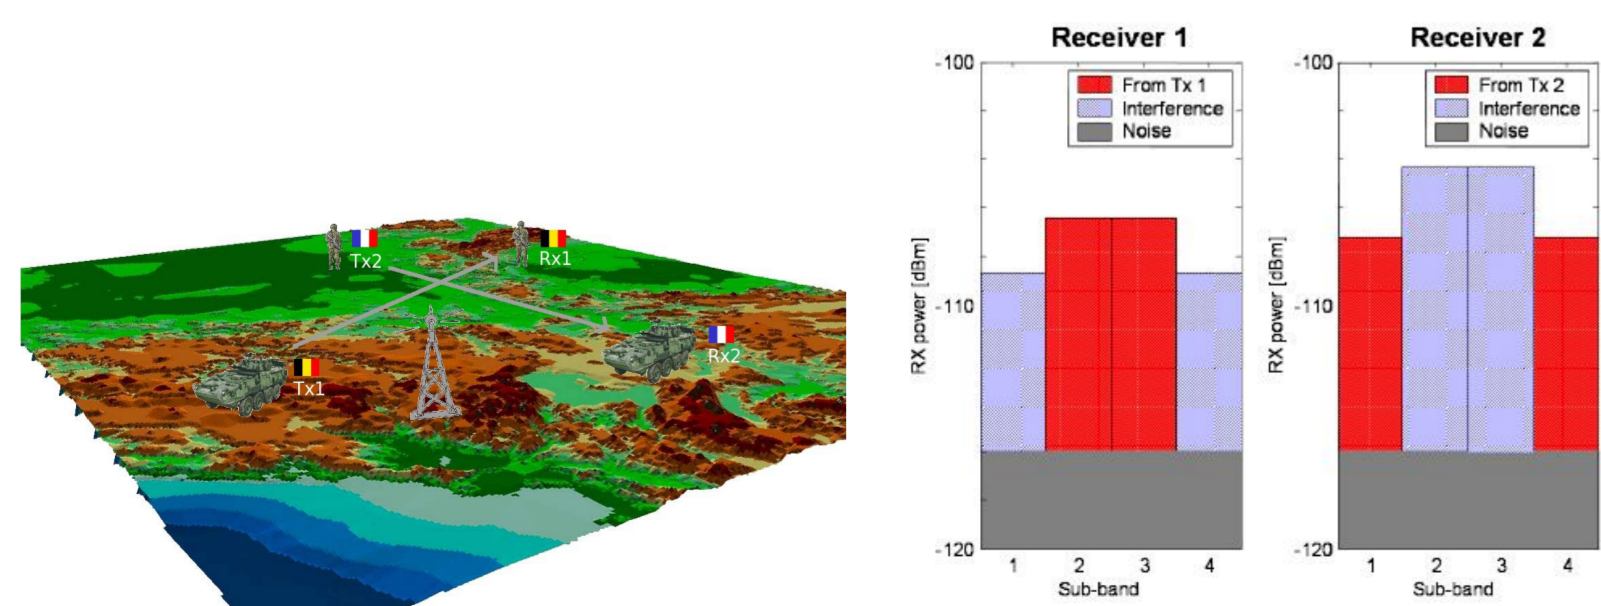 Tx2
Rx1
Rx2
Tx1
Receiver 1
-100
From Tx 1
Interference
Noise
RX power [dBm]
-110
-120
1 2 3 4
Sub-band
Receiver 2
-100
From Tx 2
Interference
Noise
RX power [dBm]
-110
-120
1 2 3 4
Sub-band